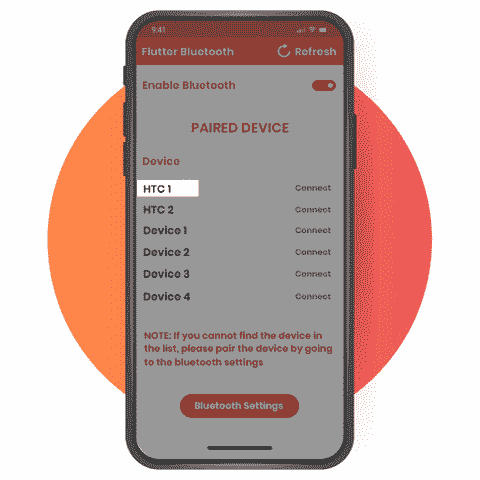 9:41
Flutter Bluetooth Refresh
Enable Bluetooth
PAIRED DEVICE
Device
HTC 1 Connect
HTC 2 Connect
Device 1 Connect
Device 2 Connect
Device 3 Connect
Device 4 Connect
NOTE: If you cannot find the device in
the list, please pair the device by going
to the bluetooth settings
Bluetooth Settings